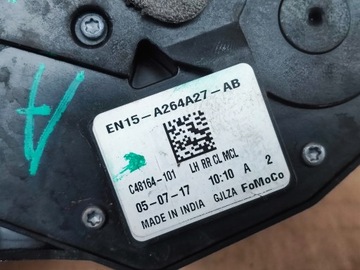 EN15-A264A27-AB
C48164-101 LH RR CL MCL
05-07-17 10:10 A 2
MADE IN INDIA GJLZA FoMoCo
A